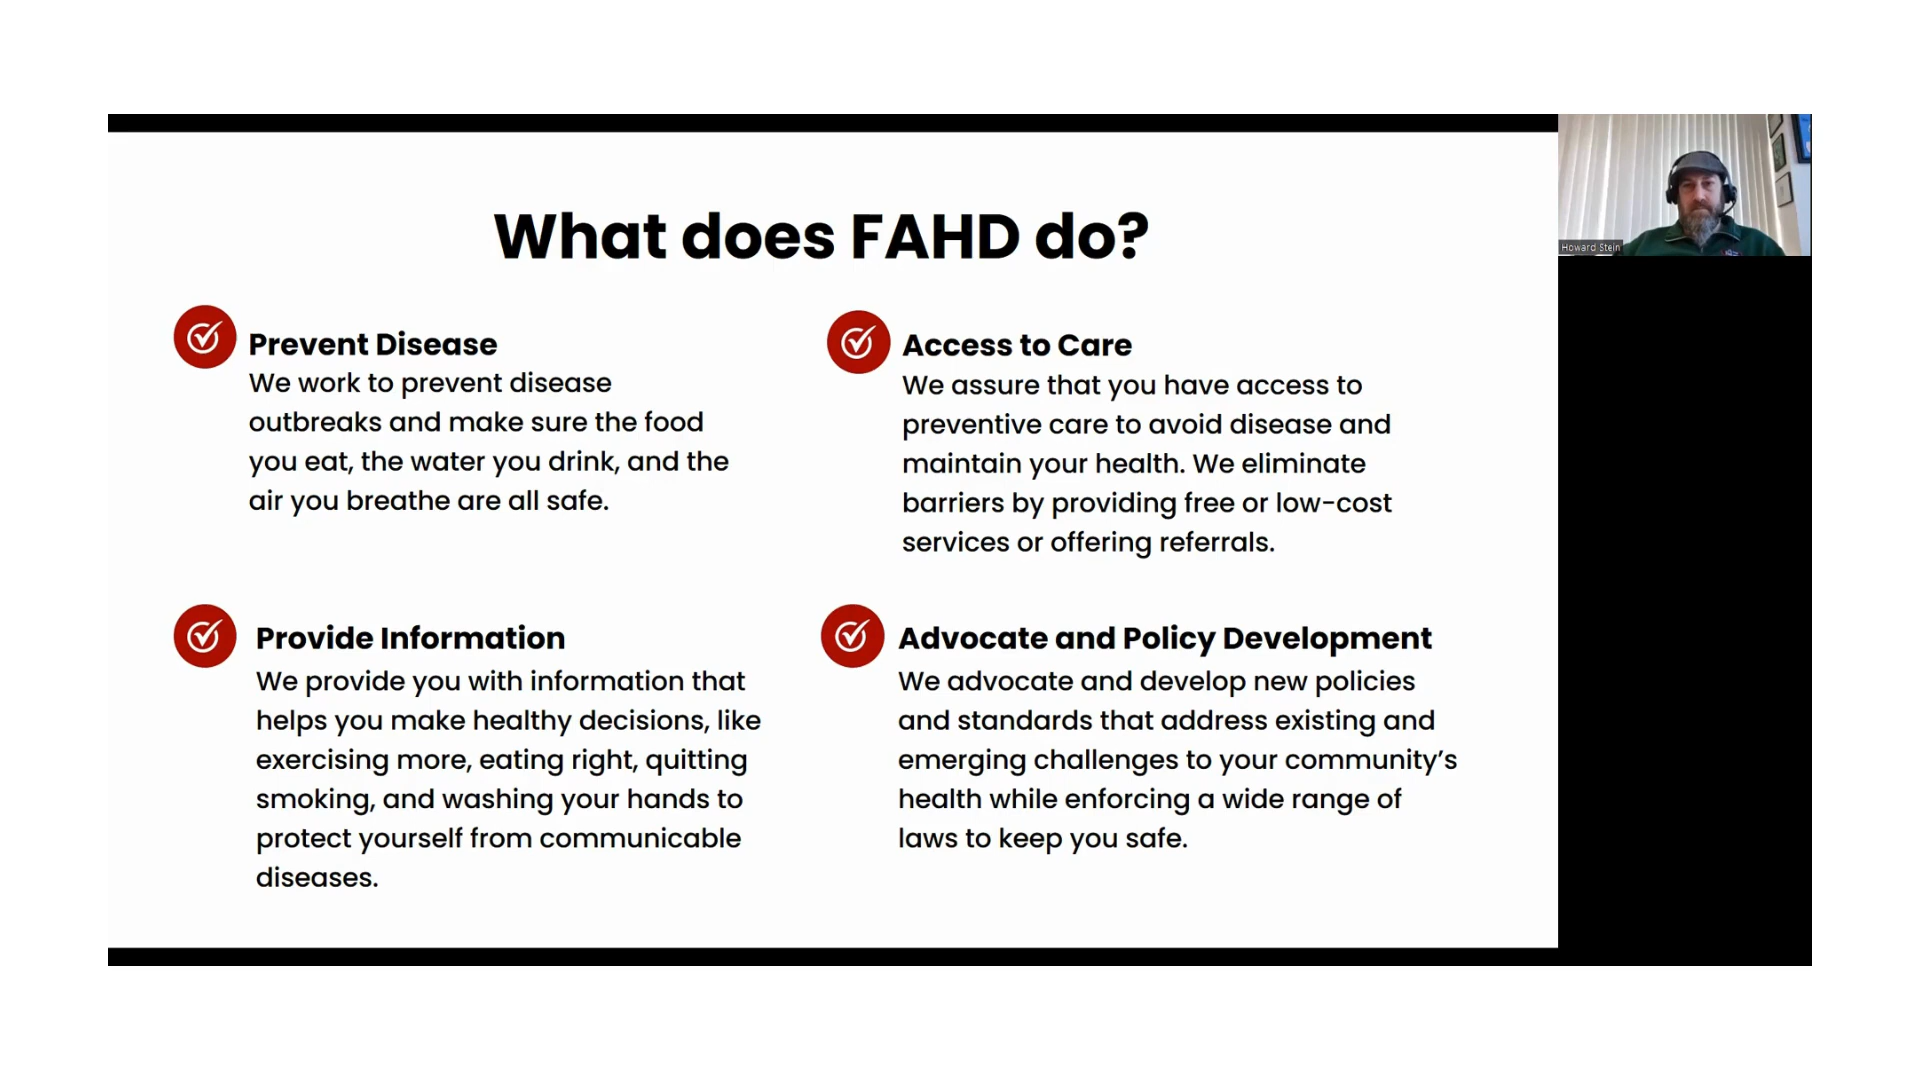 What does FAHD do?
Prevent Disease
We work to prevent disease
outbreaks and make sure the food
you eat, the water you drink, and the
air you breathe are all safe.
Access to Care
We assure that you have access to
preventive care to avoid disease and
maintain your health. We eliminate
barriers by providing free or low-cost
services or offering referrals.
Provide Information
We provide you with information that
helps you make healthy decisions, like
exercising more, eating right, quitting
smoking, and washing your hands to
protect yourself from communicable
diseases.
Advocate and Policy Development
We advocate and develop new policies
and standards that address existing and
emerging challenges to your community's
health while enforcing a wide range of
laws to keep you safe.
Howard Stein